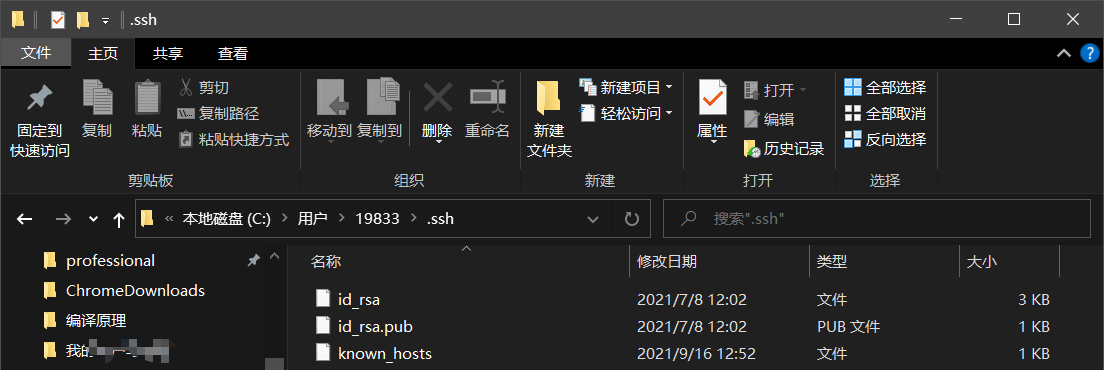 .ssh
文件 主页 共享 查看
固定到
快速访问
复制
粘贴
剪切
复制路径
粘贴快捷方式
剪贴板
移动到
复制到
删除
重命名
组织
新建
文件夹
新建项目
轻松访问
新建
属性
打开
编辑
历史记录
打开
全部选择
全部取消
反向选择
选择
« 本地磁盘 (C:) > 用户 > 19833 > .ssh
搜索".ssh"
professional
ChromeDownloads
编译原理
我的
名称 修改日期 类型 大小
id_rsa 2021/7/8 12:02 文件 3 KB
id_rsa.pub 2021/7/8 12:02 PUB 文件 1 KB
known_hosts 2021/9/16 12:52 文件 1 KB